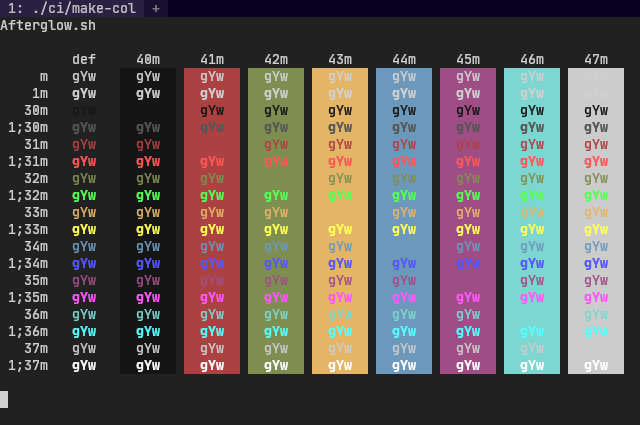 1: ./ci/make-col +
Afterglow.sh
def 40m 41m 42m 43m 44m 45m 46m 47m
m gYw gYw gYw gYw gYw gYw gYw gYw
1m gYw gYw gYw gYw gYw gYw gYw gYw
30m gYw gYw gYw gYw gYw gYw gYw gYw
1;30m gYw gYw gYw gYw gYw gYw gYw gYw gYw
31m gYw gYw gYw gYw gYw gYw gYw gYw
1;31m gYw gYw gYw gYw gYw gYw gYw gYw gYw
32m gYw gYw gYw gYw gYw gYw gYw gYw
1;32m gYw gYw gYw gYw gYw gYw gYw gYw gYw
33m gYw gYw gYw gYw gYw gYw gYw gYw
1;33m gYw gYw gYw gYw gYw gYw gYw gYw gYw
34m gYw gYw gYw gYw gYw gYw gYw gYw
1;34m gYw gYw gYw gYw gYw gYw gYw gYw gYw
35m gYw gYw gYw gYw gYw gYw gYw gYw
1;35m gYw gYw gYw gYw gYw gYw gYw gYw gYw
36m gYw gYw gYw gYw gYw gYw gYw gYw
1;36m gYw gYw gYw gYw gYw gYw gYw gYw gYw
37m gYw gYw gYw gYw gYw gYw gYw gYw
1;37m gYw gYw gYw gYw gYw gYw gYw gYw gYw